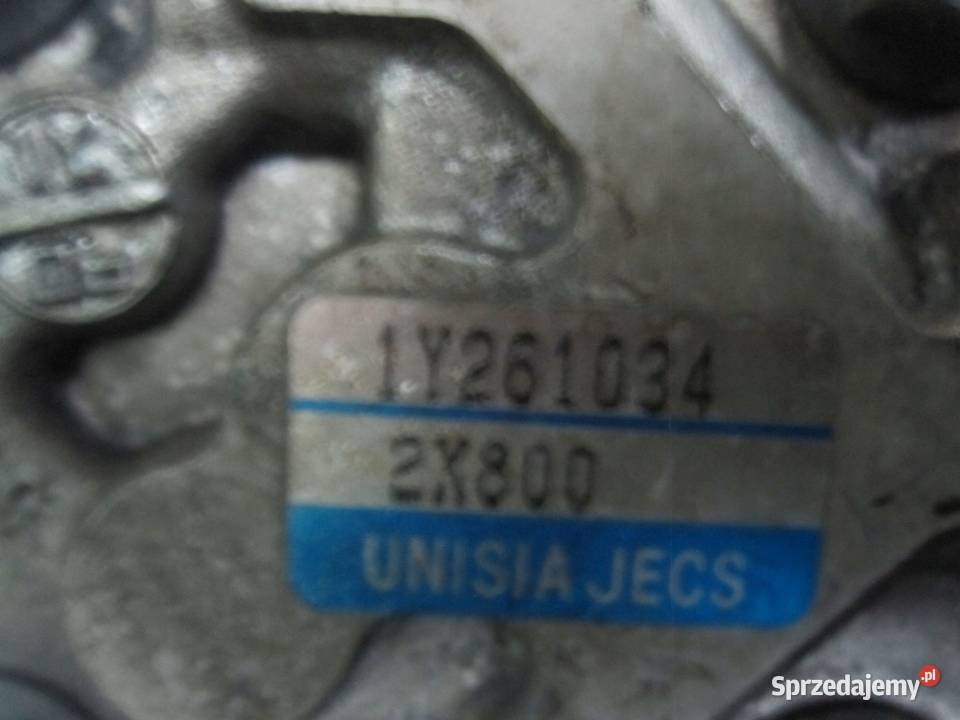 1Y261034
2X800
UNISIA JECS
Sprzedajemy.pl